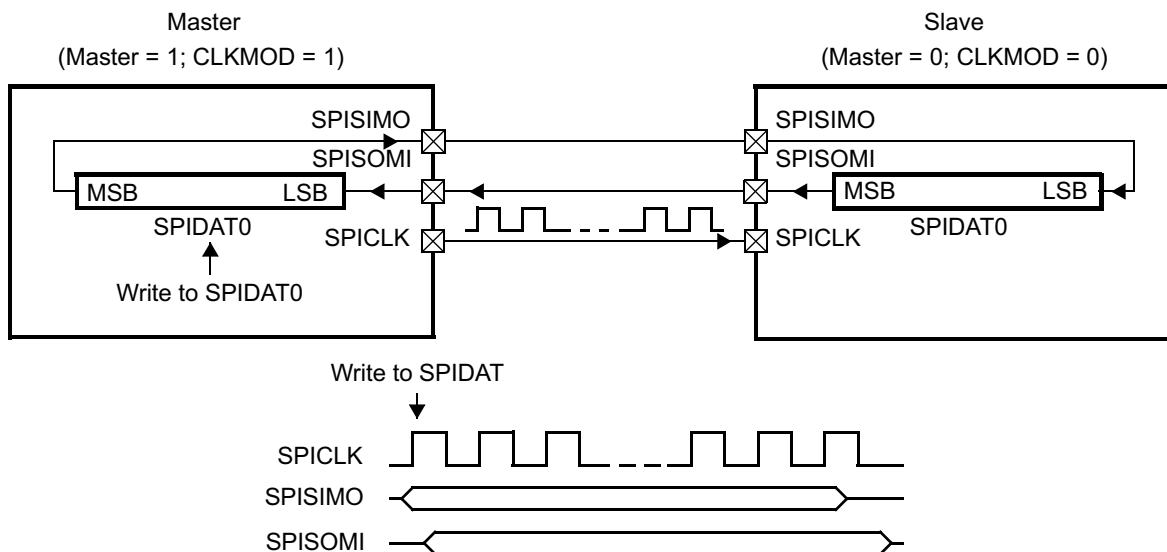 Master
(Master = 1; CLKMOD = 1)
Slave
(Master = 0; CLKMOD = 0)
SPISIMO
SPISIMO
SPISOMI
SPISOMI
MSB LSB
MSB LSB
SPIDAT0
SPIDAT0
SPICLK
SPICLK
Write to SPIDAT0
Write to SPIDAT
SPICLK
SPISIMO
SPISOMI